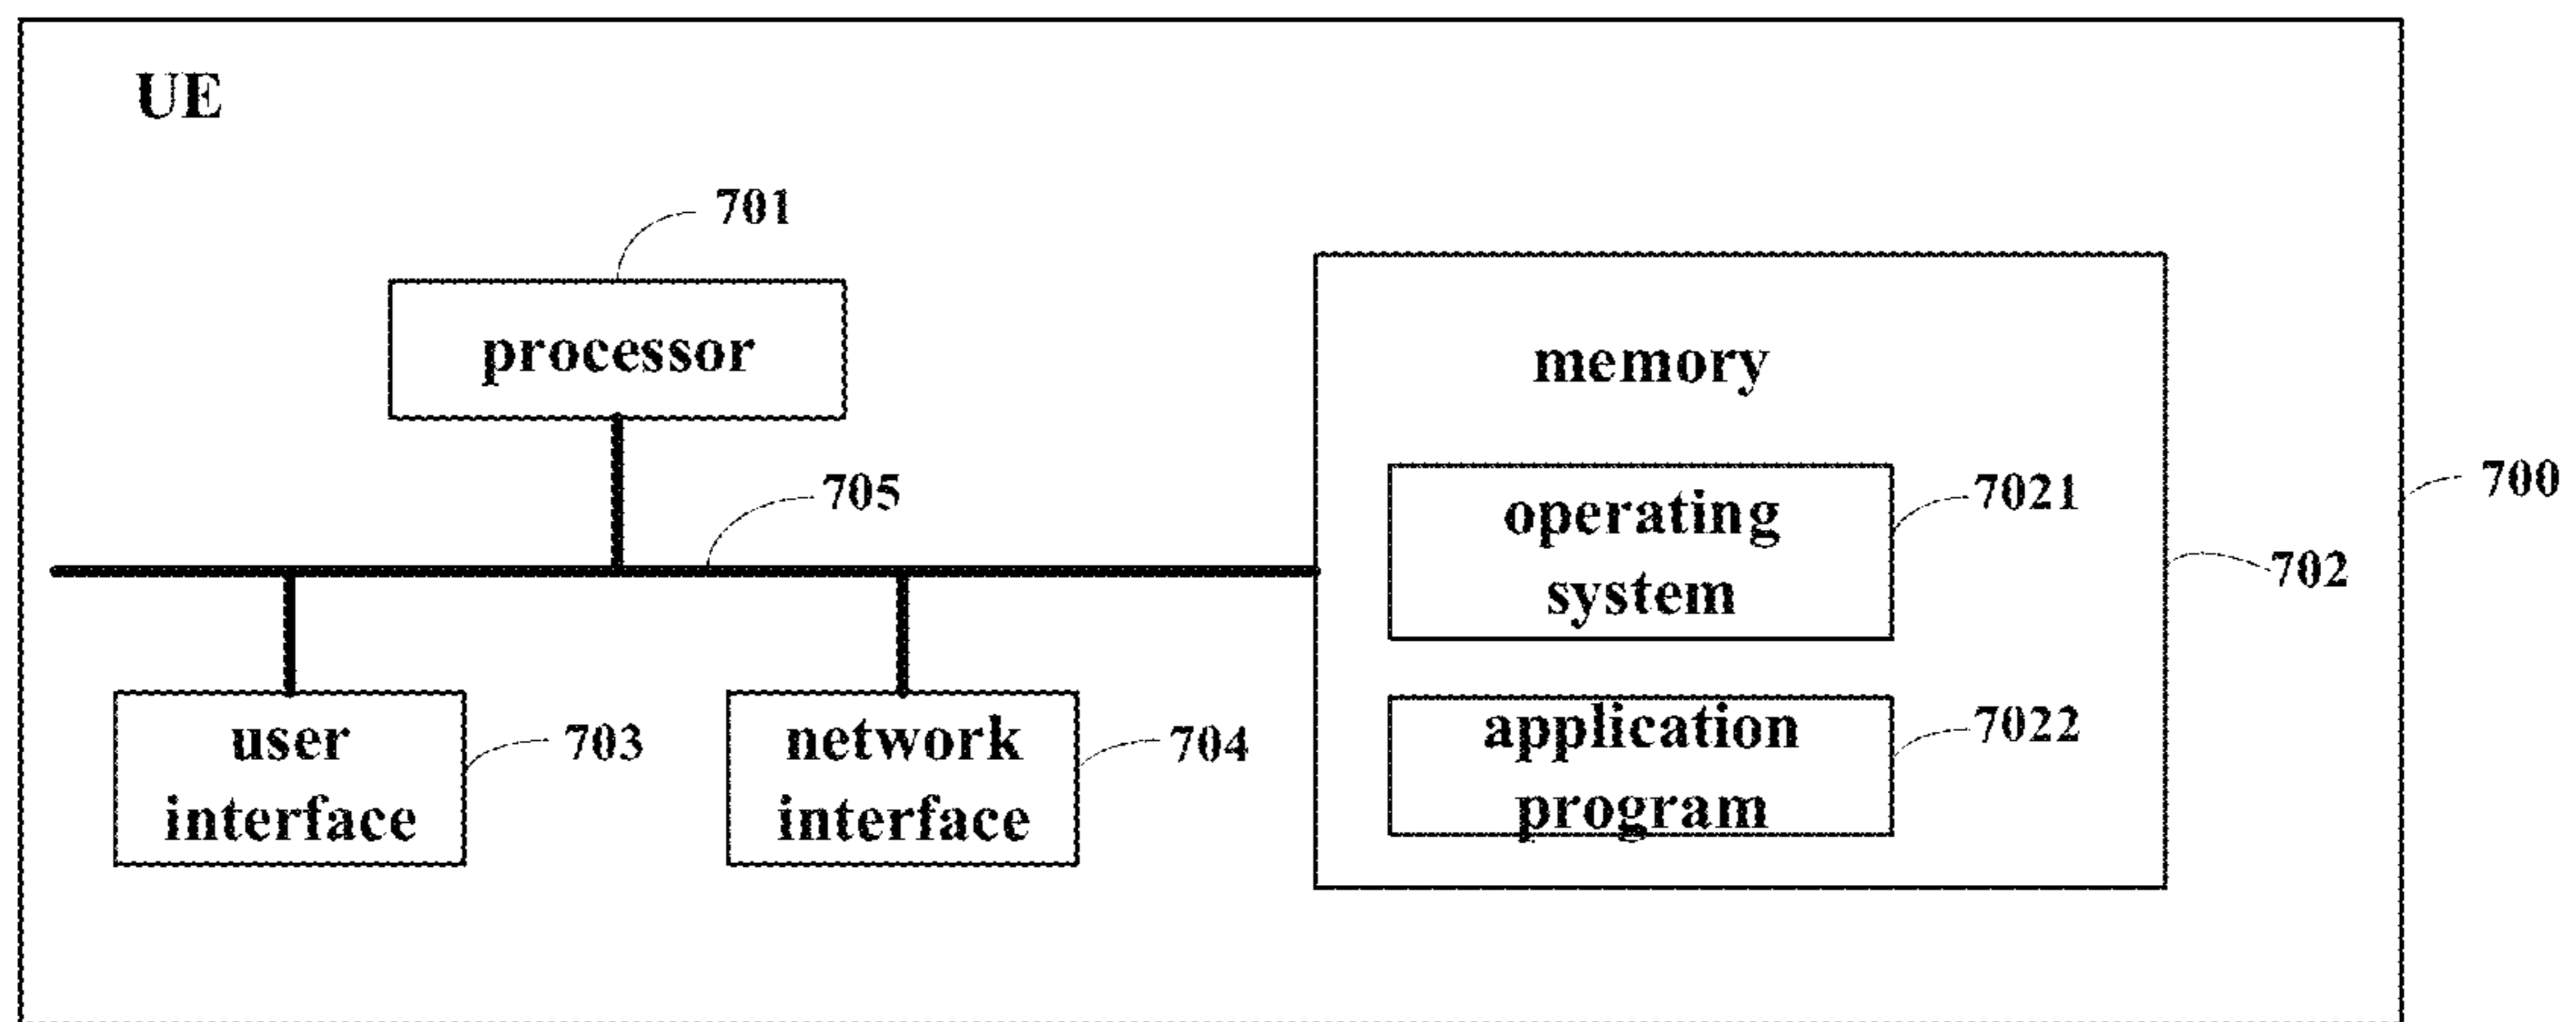 UE
701
processor
memory
705
operating
system
7021
700
702
user
interface
703
network
interface
704
application
program
7022